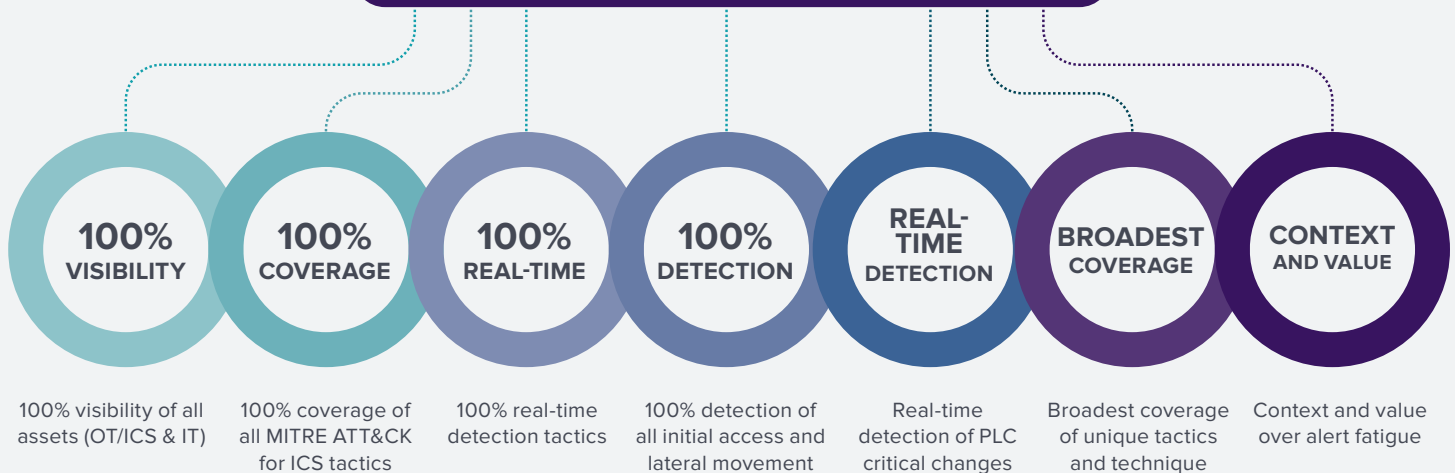 100%
VISIBILITY
100%
COVERAGE
100%
REAL-TIME
100%
DETECTION
REAL-
TIME
DETECTION
BROADEST
COVERAGE
CONTEXT
AND VALUE
100% visibility of all
assets (OT/ICS & IT)
100% coverage of
all MITRE ATT&CK
for ICS tactics
100% real-time
detection tactics
100% detection of
all initial access and
lateral movement
Real-time
detection of PLC
critical changes
Broadest coverage
of unique tactics
and technique
Context and value
over alert fatigue